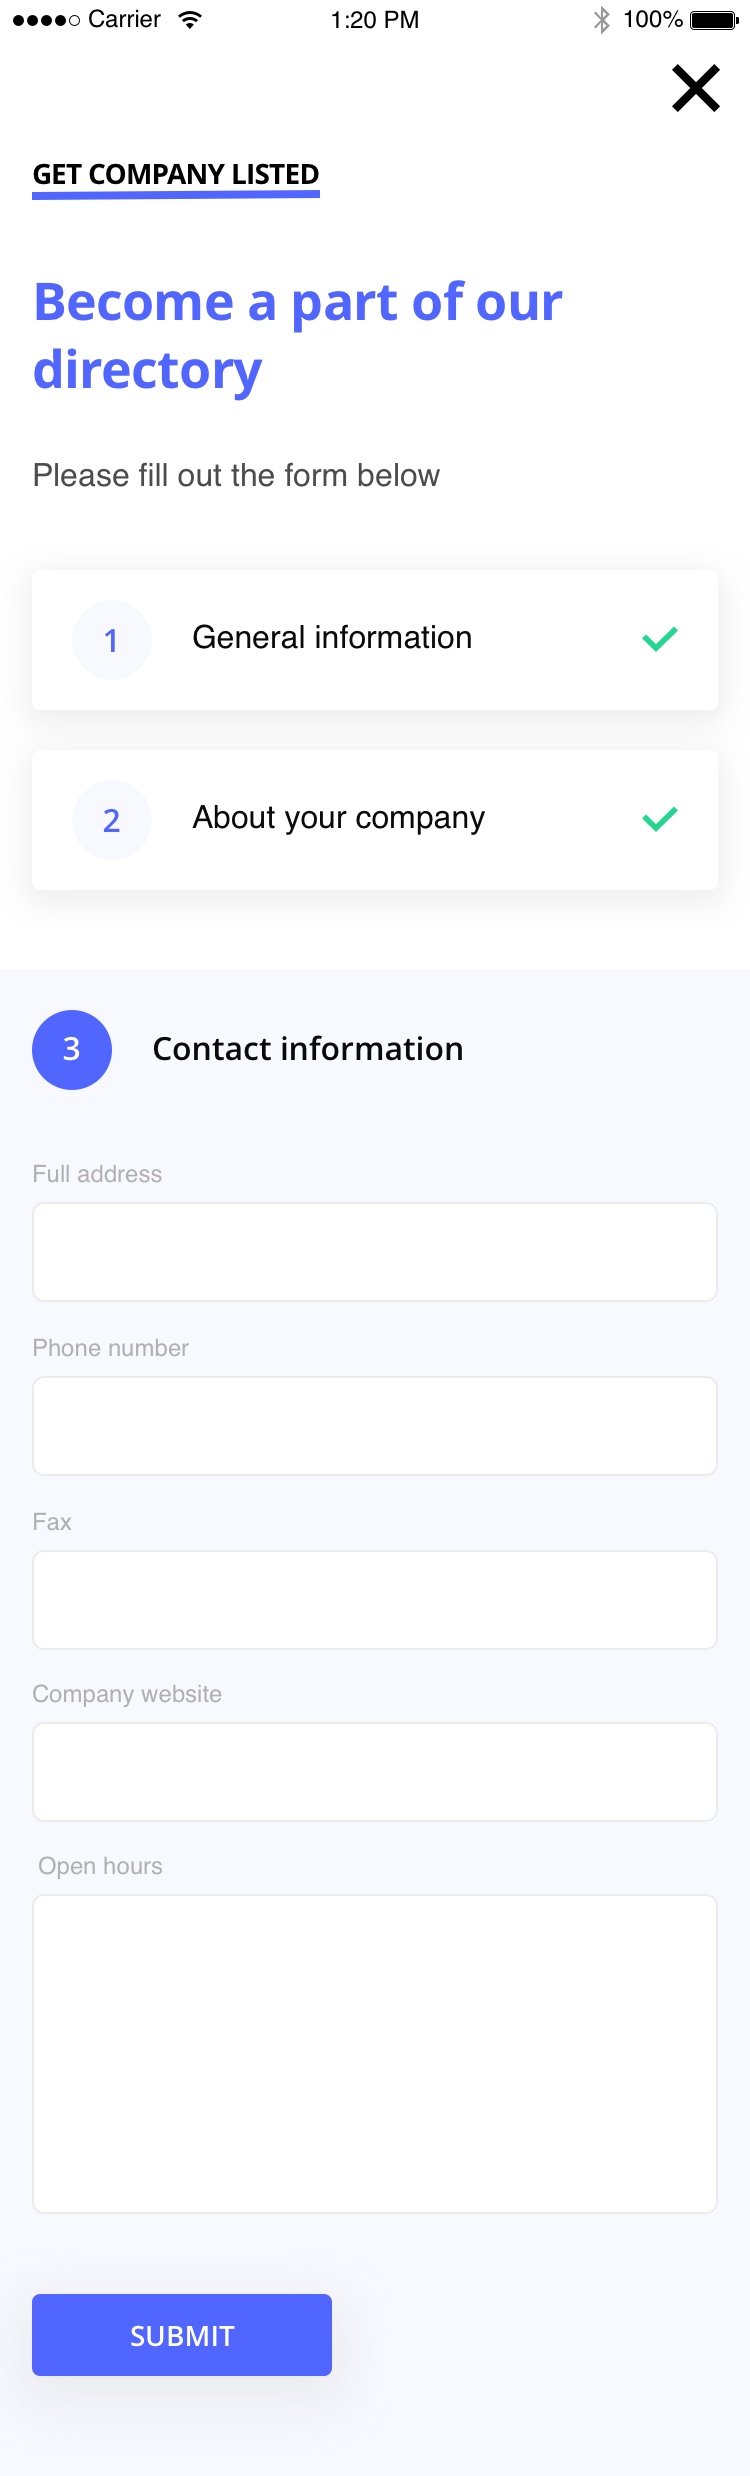 Carrier 1:20 PM 100%
GET COMPANY LISTED
Become a part of our
directory
Please fill out the form below
1 General information
2 About your company
3 Contact information
Full address
Phone number
Fax
Company website
Open hours
SUBMIT